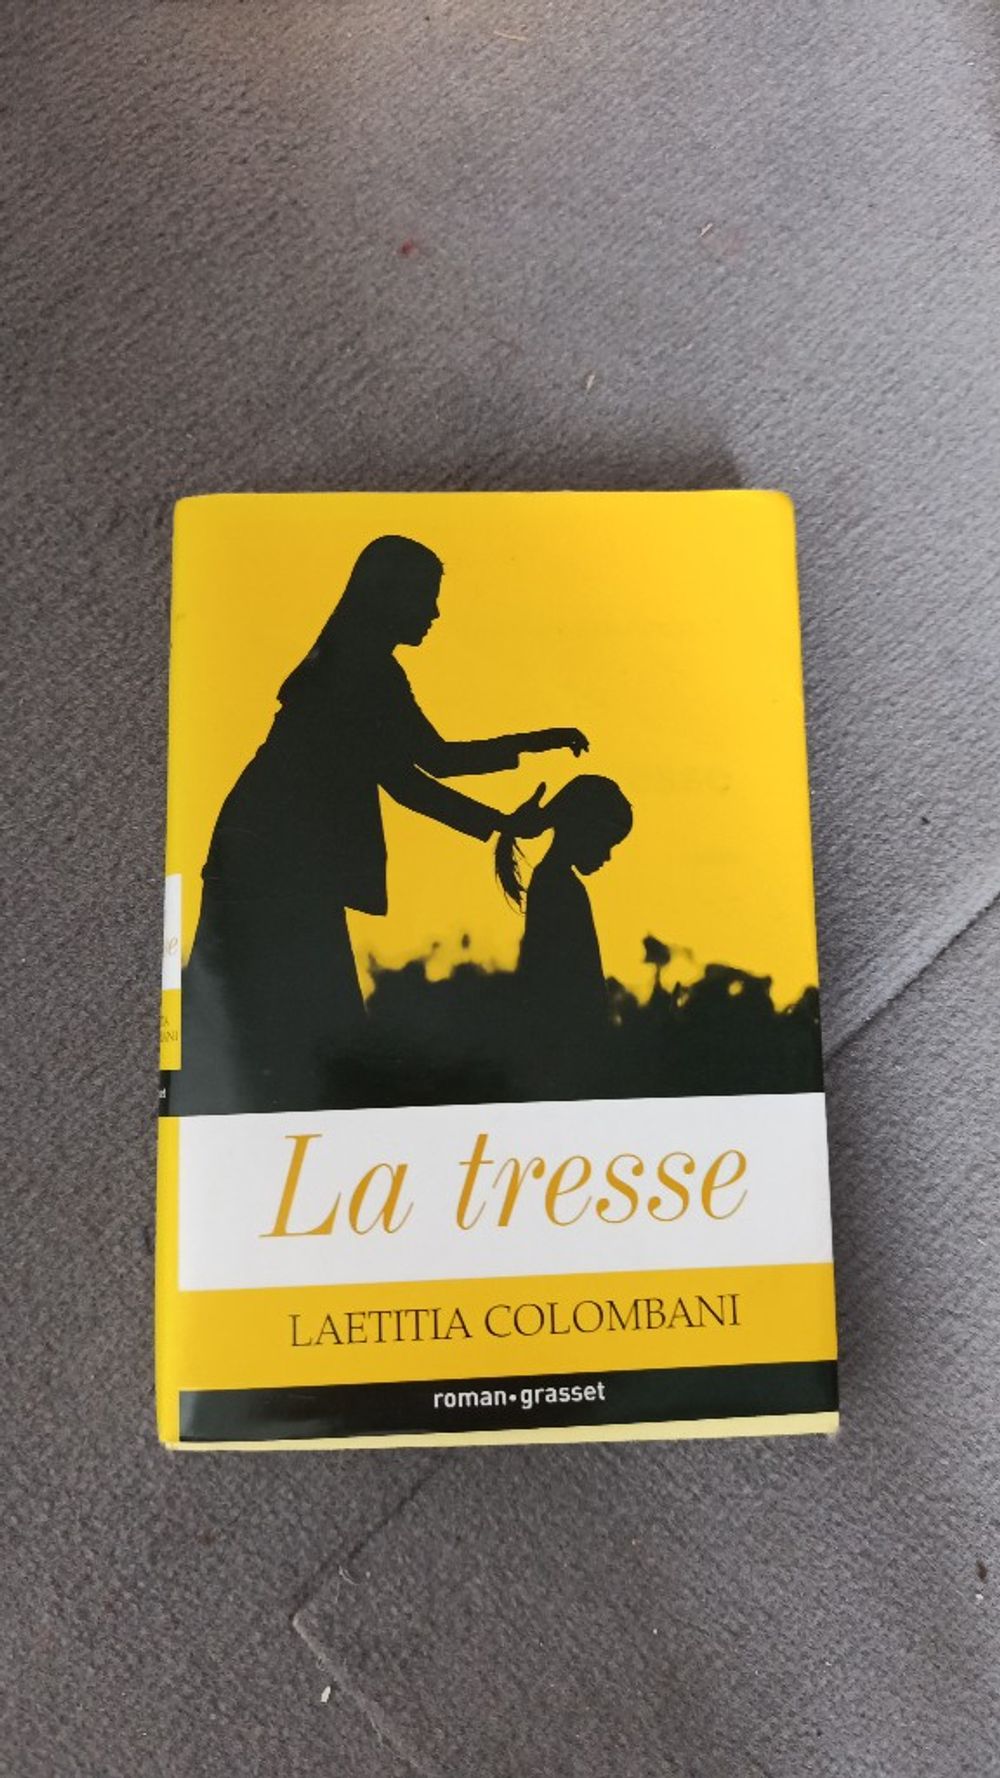 La tresse
LAETITIA COLOMBANI
roman•grasset